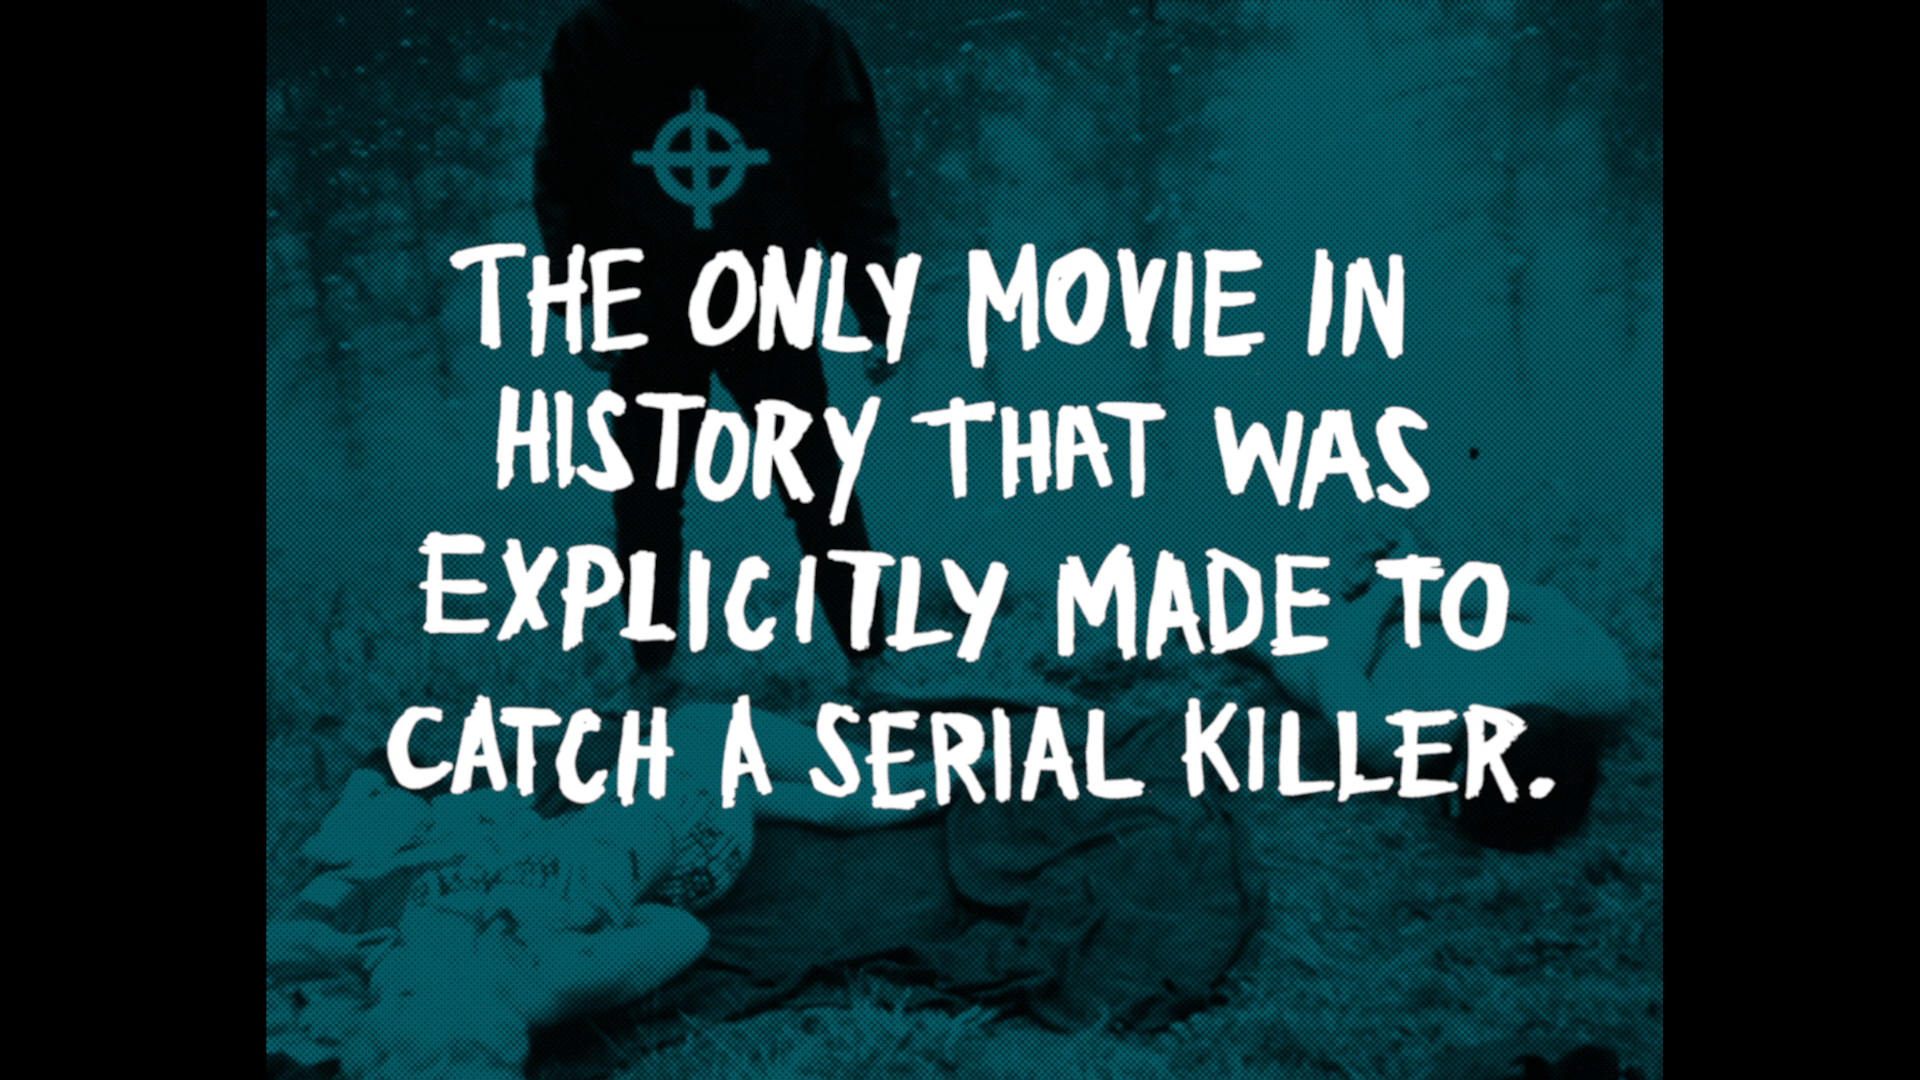 THE ONLY MOVIE IN
HISTORY THAT WAS
EXPLICITLY MADE TO
CATCH A SERIAL KILLER.